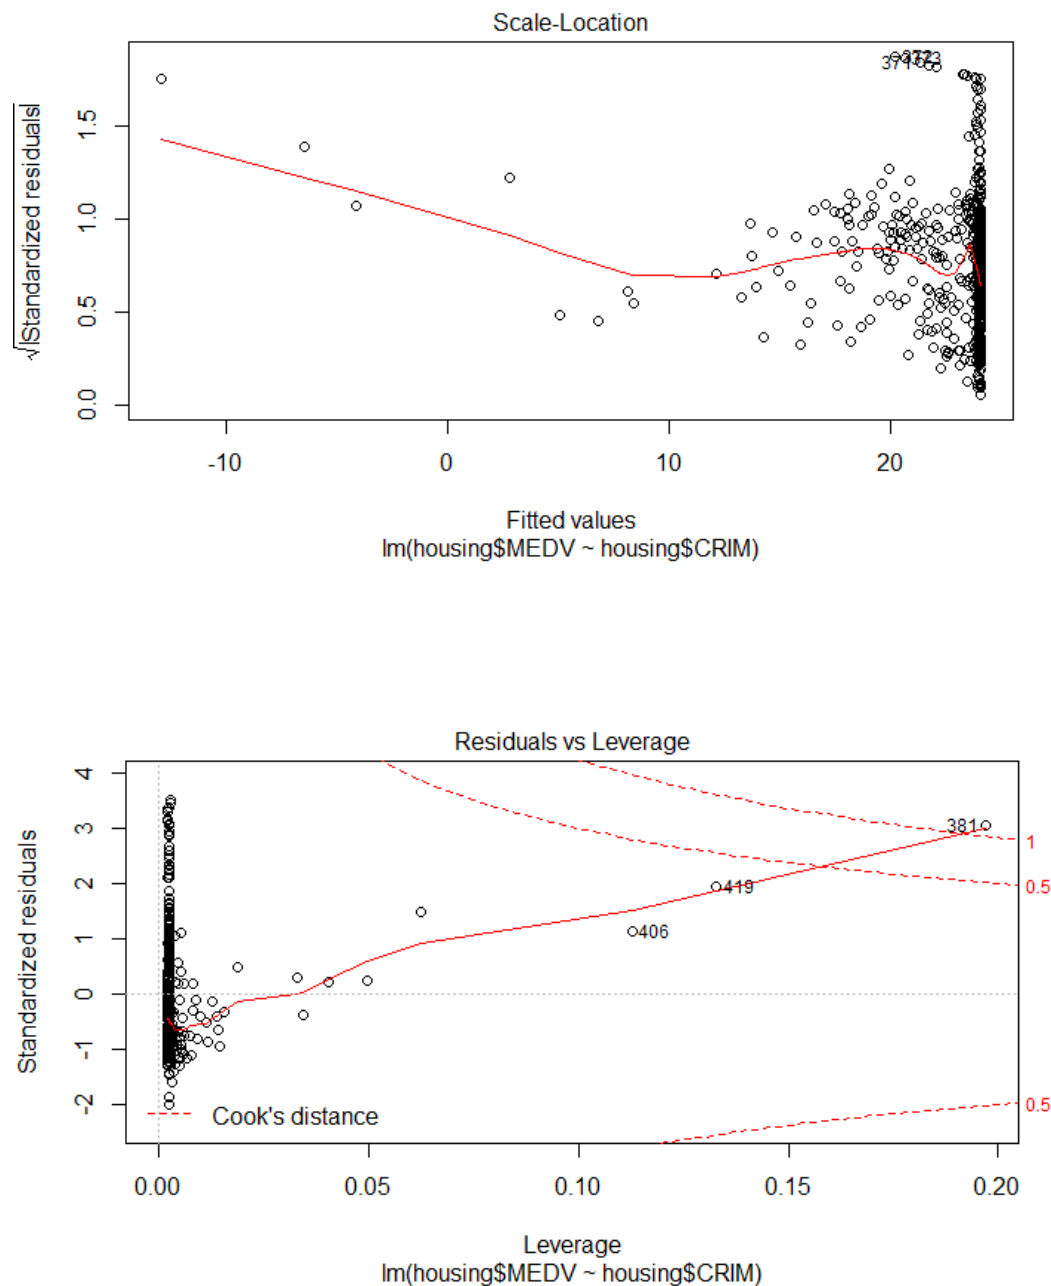 Scale-Location
√|Standardized residuals|
0.0 0.5 1.0 1.5
371 372 373
-10 0 10 20
Fitted values
lm(housing$MEDV ~ housing$CRIM)
Residuals vs Leverage
Standardized residuals
-2 -1 0 1 2 3 4
381
419
406
1
0.5
0.5
Cook's distance
0.00 0.05 0.10 0.15 0.20
Leverage
lm(housing$MEDV ~ housing$CRIM)